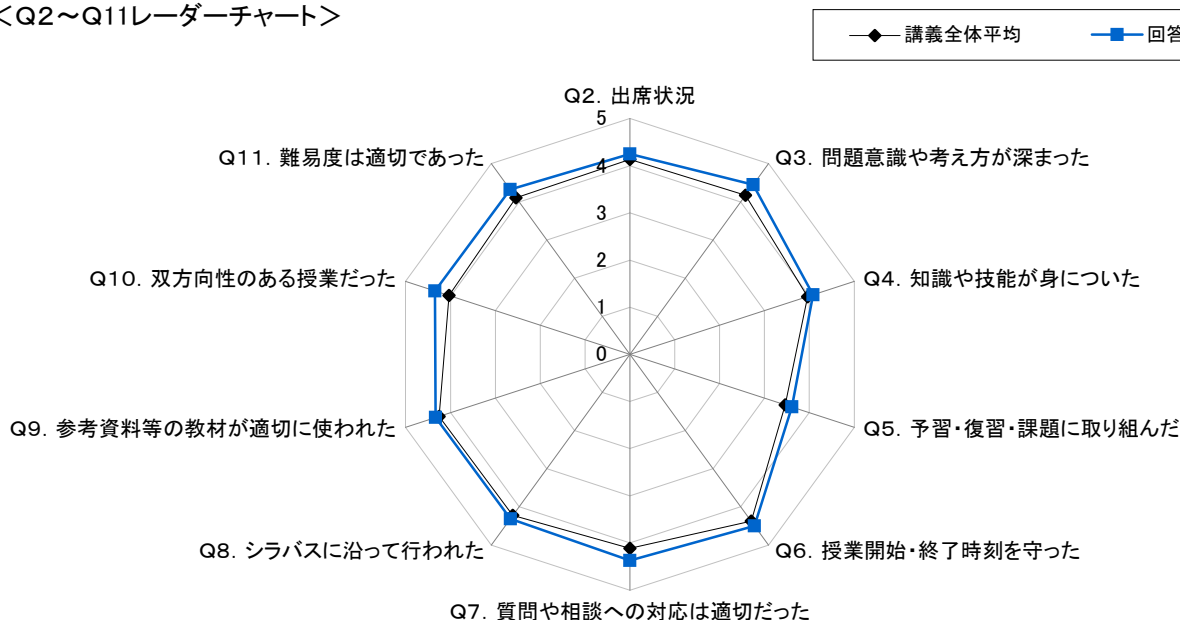 ＜Q2～Q11レーダーチャート＞
講義全体平均
回答
Q2. 出席状況
Q3. 問題意識や考え方が深まった
Q4. 知識や技能が身についた
Q5. 予習・復習・課題に取り組んだ
Q6. 授業開始・終了時刻を守った
Q7. 質問や相談への対応は適切だった
Q8. シラバスに沿って行われた
Q9. 参考資料等の教材が適切に使われた
Q10. 双方向性のある授業だった
Q11. 難易度は適切であった
5
4
3
2
1
0